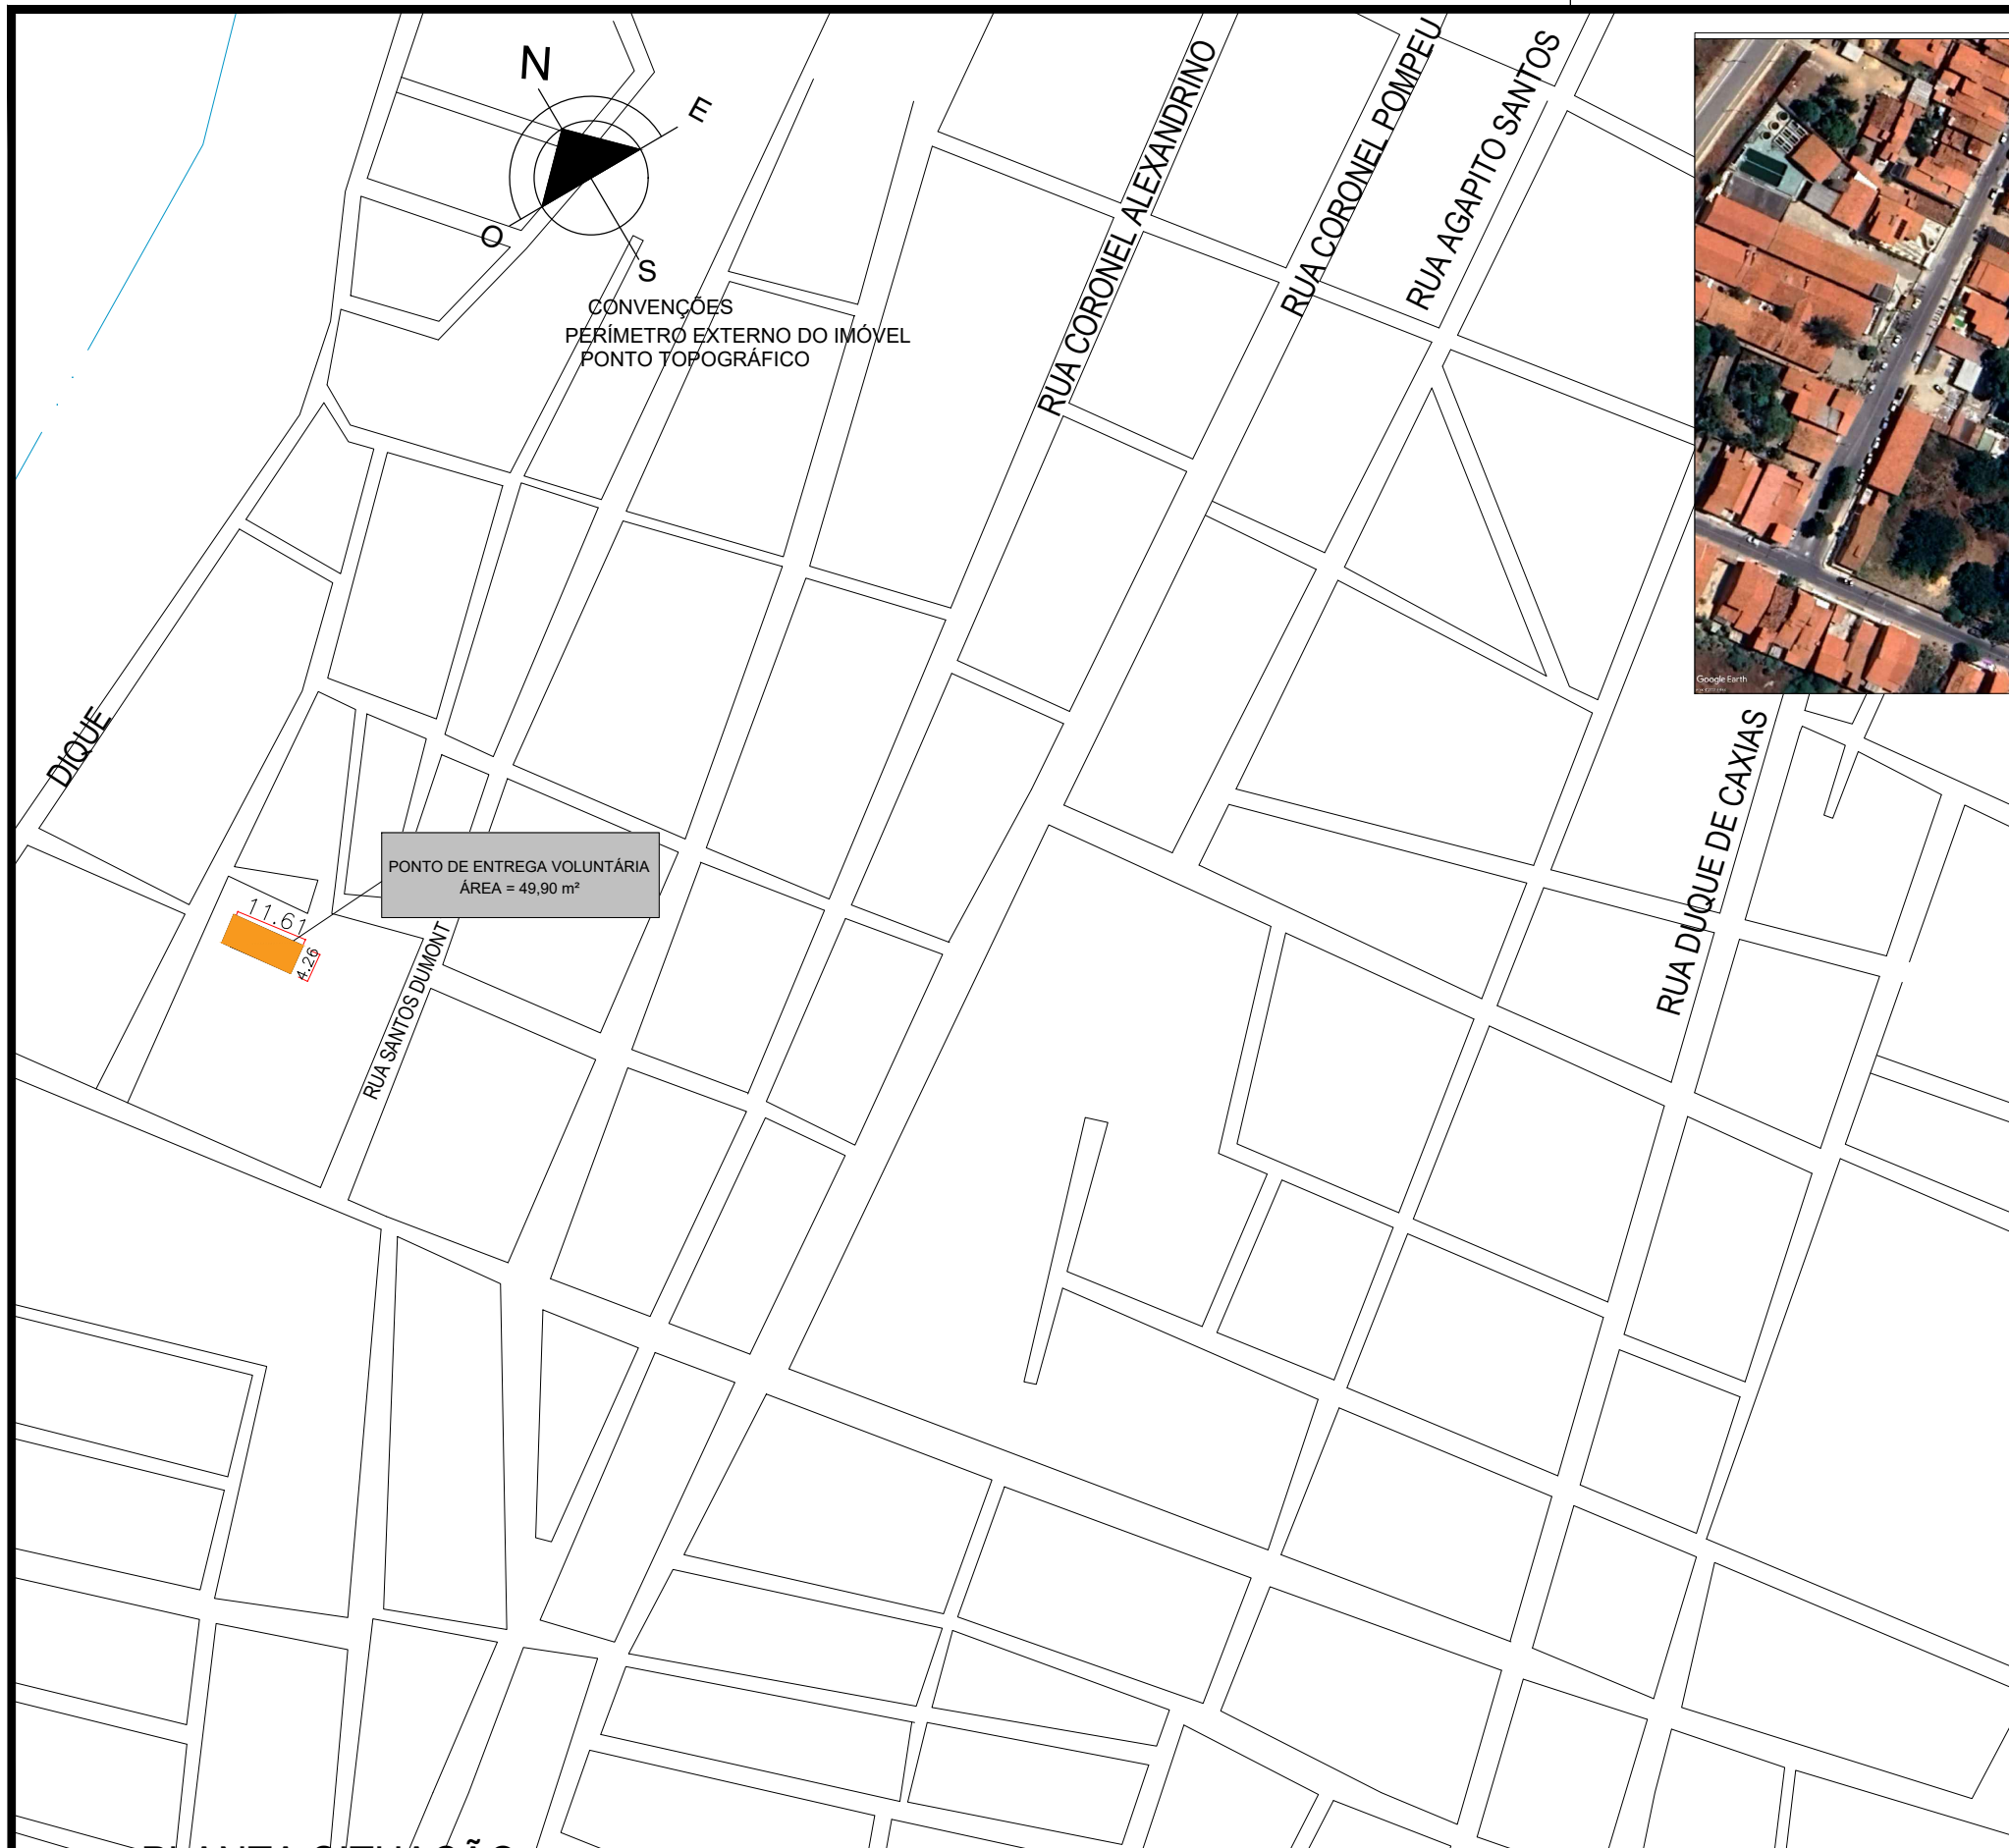 N
E
O
S
CONVENÇÕES
PERÍMETRO EXTERNO DO IMÓVEL
PONTO TOPOGRÁFICO
RUA CORONEL ALEXANDRINO
RUA CORONEL POMPEU
RUA AGAPITO SANTOS
Google Earth
DIQUE
RUA DUQUE DE CAXIAS
PONTO DE ENTREGA VOLUNTÁRIA
ÁREA = 49,90 m²
11.61
4.26
RUA SANTOS DUMONT
PLANTA SITUAÇÃO